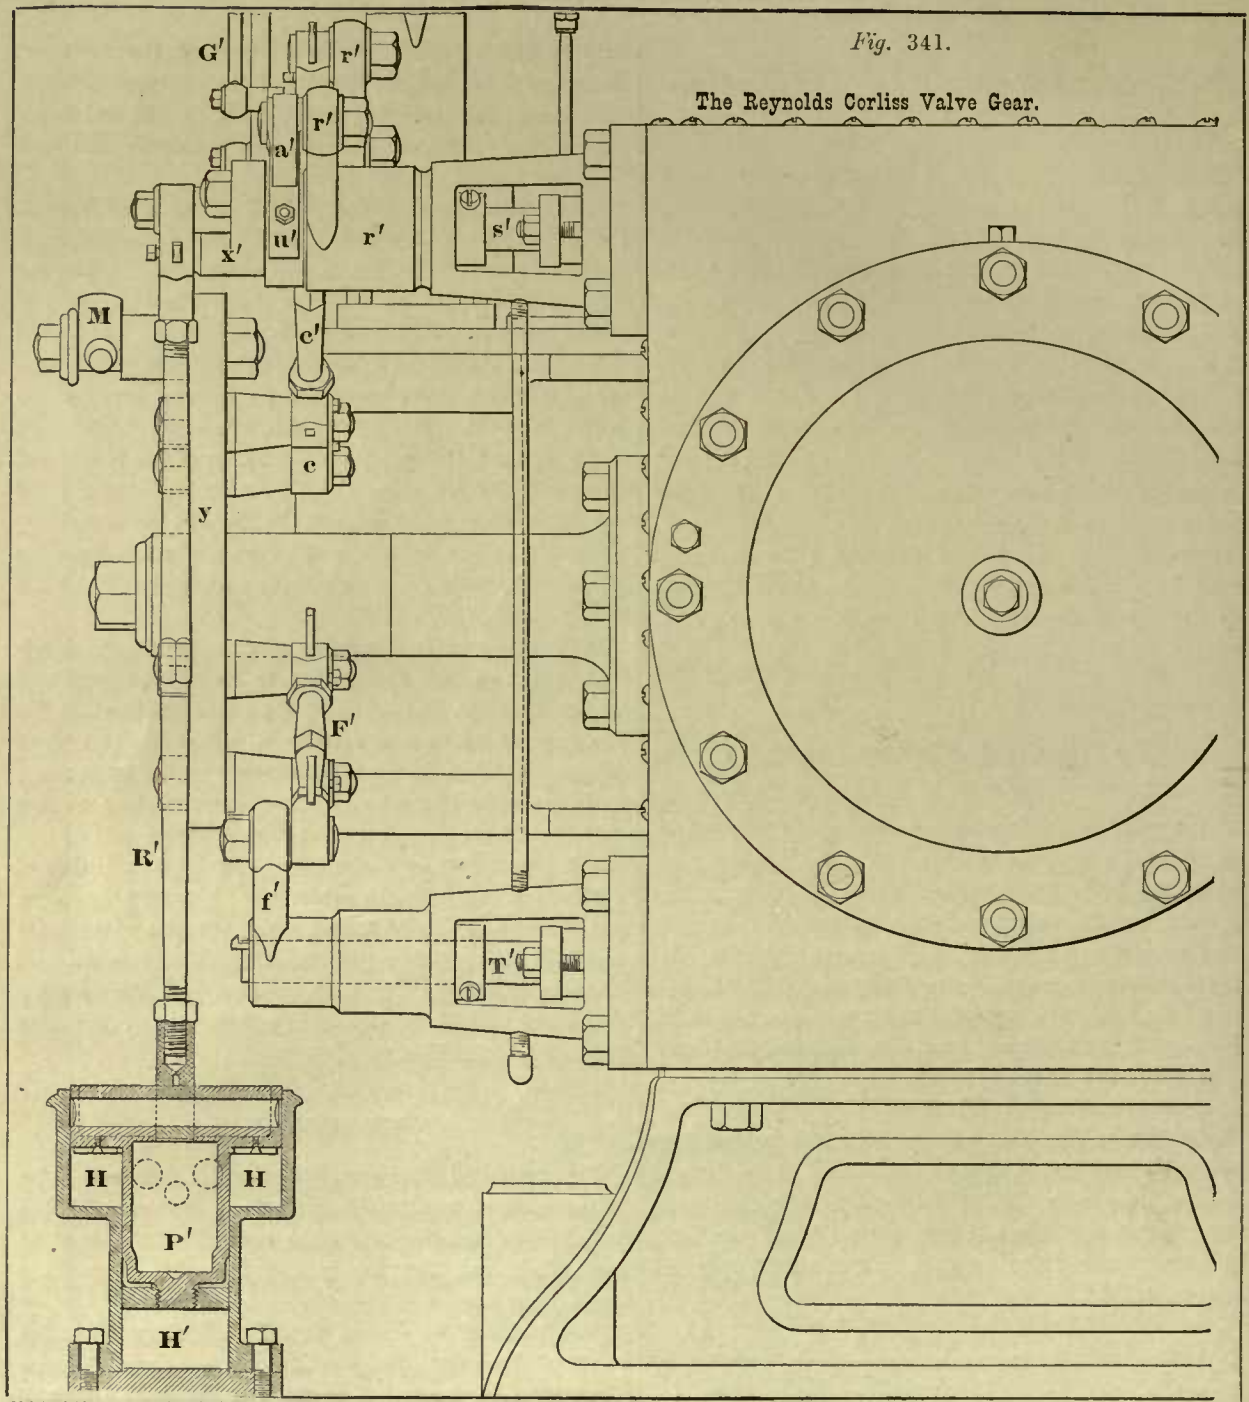 Fig. 341.
The Reynolds Corliss Valve Gear.
G'
r'
r'
a'
u'
x'
r'
s'
M
c'
c
y
F'
R'
f'
T'
H
H
P'
H'